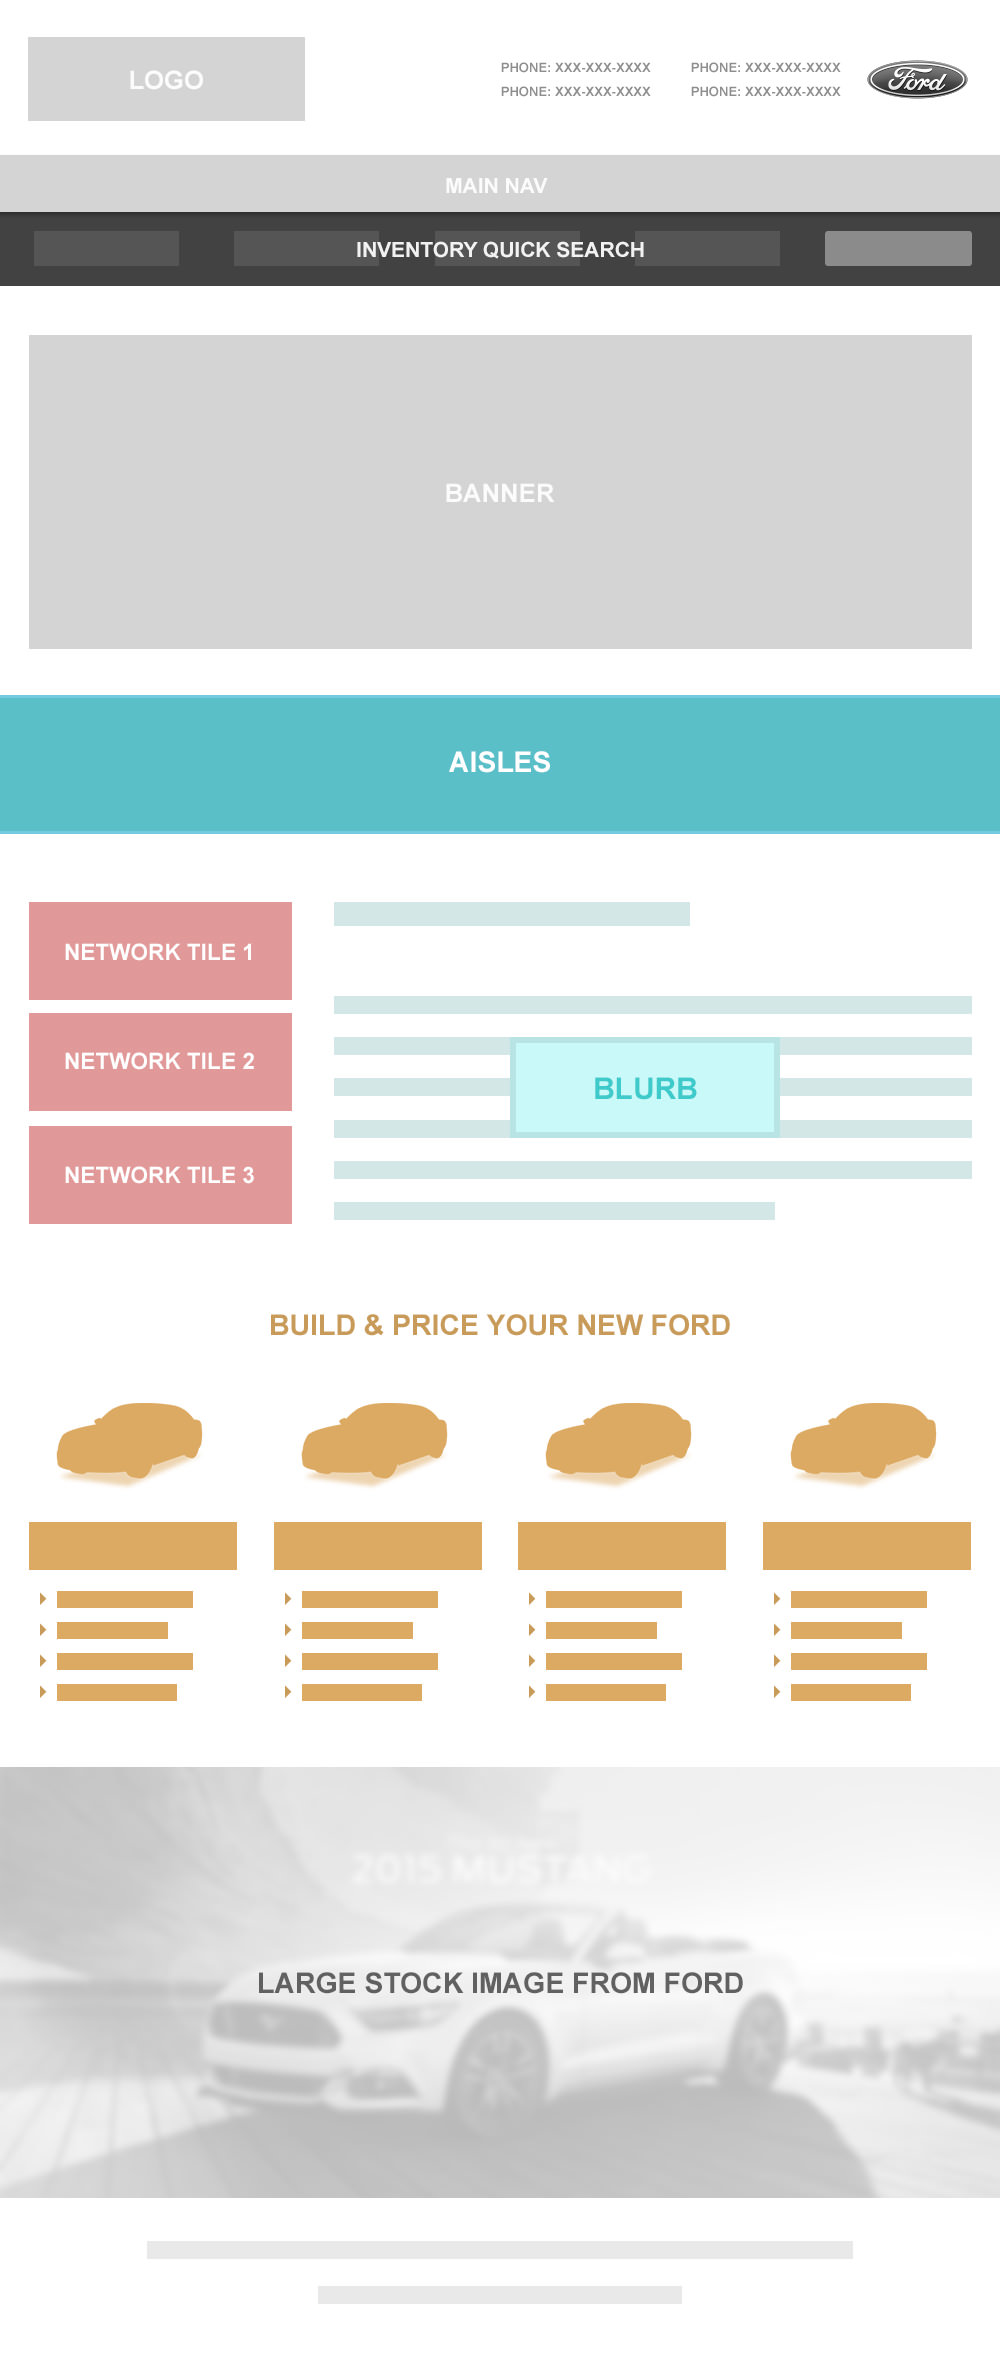 LOGO
PHONE: XXX-XXX-XXXX
PHONE: XXX-XXX-XXXX
PHONE: XXX-XXX-XXXX
PHONE: XXX-XXX-XXXX
Ford
MAIN NAV
INVENTORY QUICK SEARCH
BANNER
AISLES
NETWORK TILE 1
NETWORK TILE 2
NETWORK TILE 3
BLURB
BUILD & PRICE YOUR NEW FORD
2015 MUSTANG
LARGE STOCK IMAGE FROM FORD